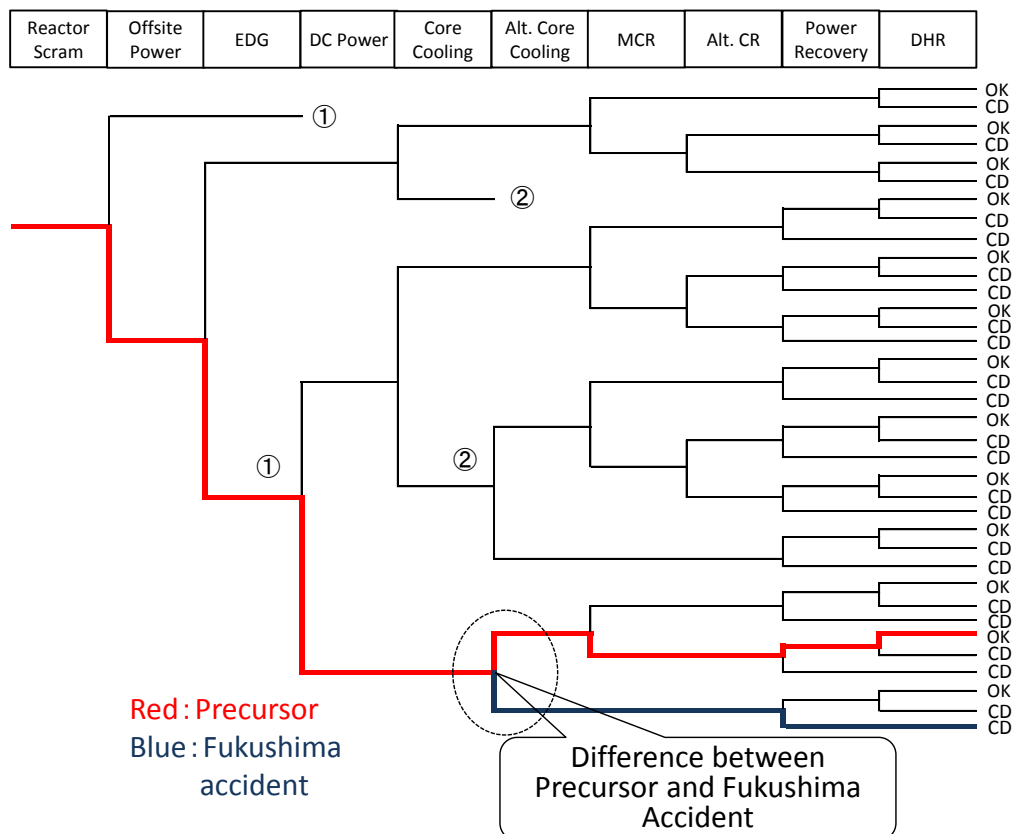 Reactor Scram
Offsite Power
EDG
DC Power
Core Cooling
Alt. Core Cooling
MCR
Alt. CR
Power Recovery
DHR
OK
CD
①
OK
CD
OK
CD
②
OK
CD
CD
OK
CD
CD
OK
CD
CD
OK
CD
CD
OK
CD
①
②
CD
OK
CD
CD
OK
CD
CD
OK
CD
CD
OK
CD
CD
OK
CD
CD
Red : Precursor
Blue : Fukushima
accident
Difference between
Precursor and Fukushima
Accident